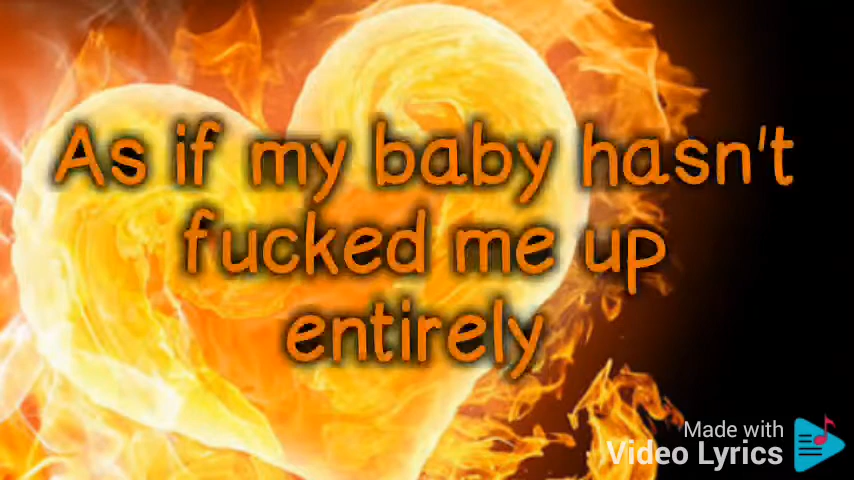 As if my baby hasn't
fucked me up
entirely
Made with
Video Lyrics